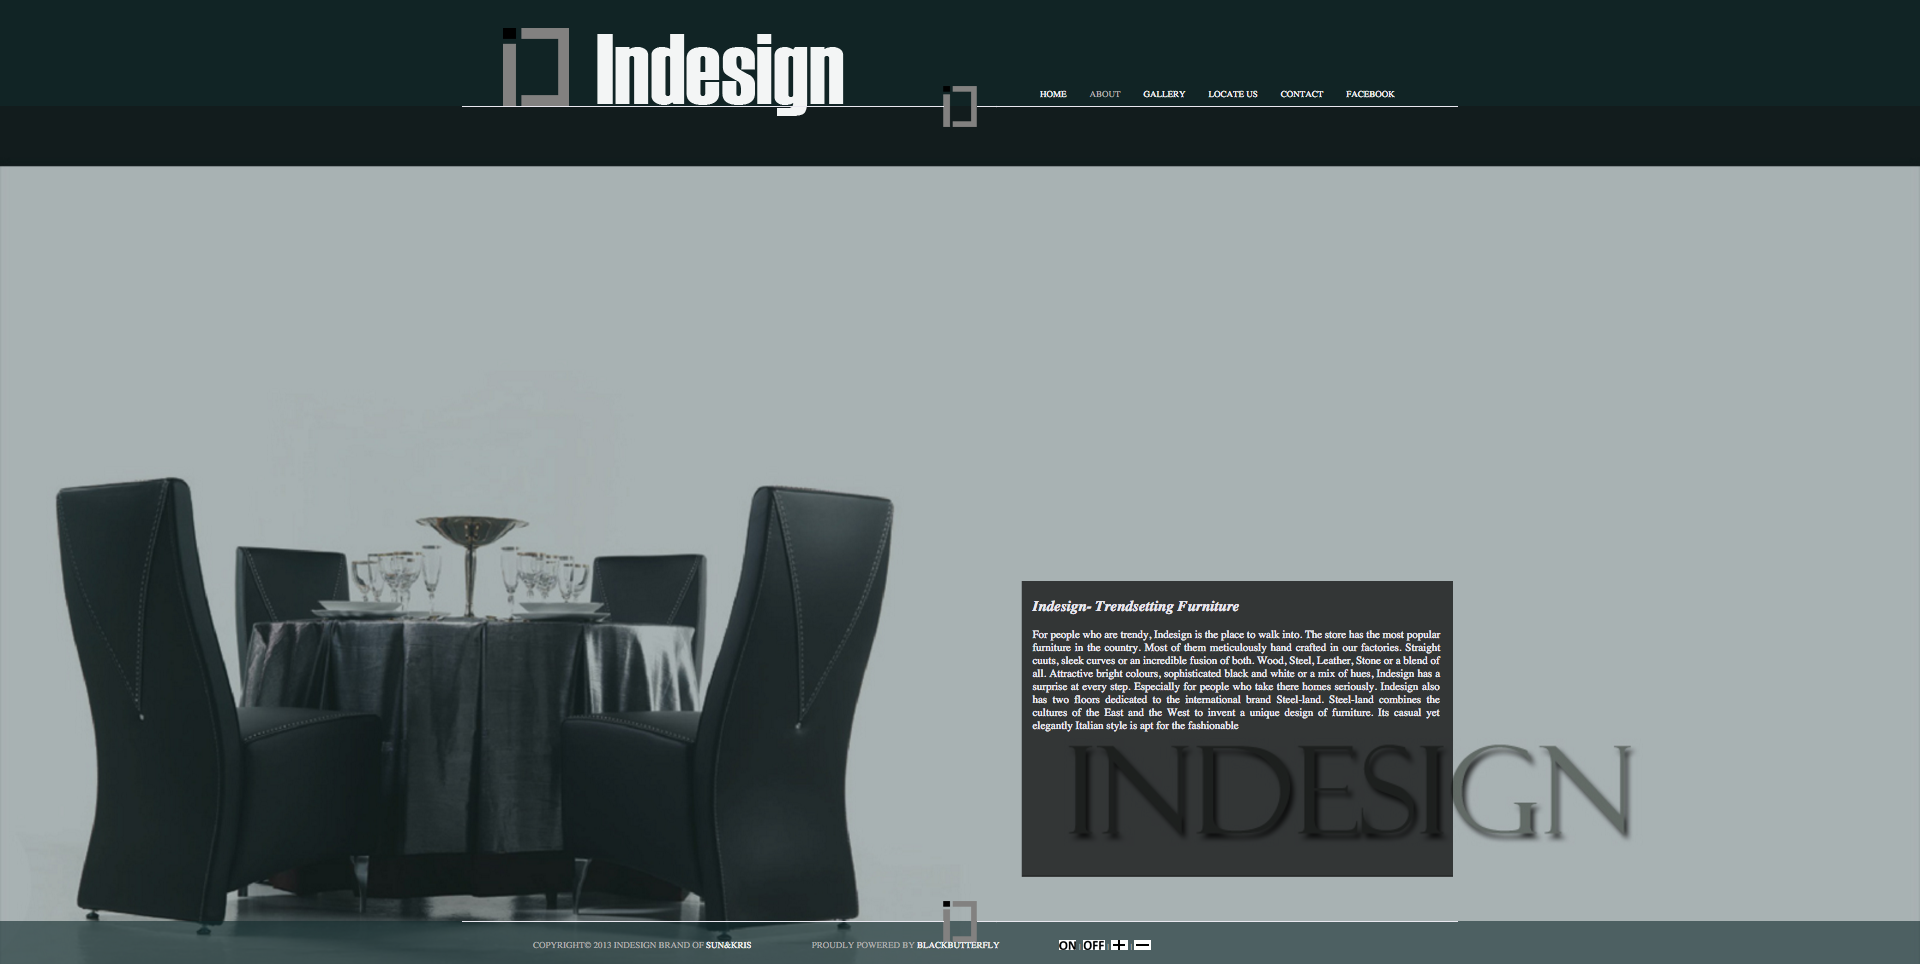 Indesign
HOME ABOUT GALLERY LOCATE US CONTACT FACEBOOK
Indesign- Trendsetting Furniture
For people who are trendy, Indesign is the place to walk into. The store has the most popular
furniture in the country. Most of them meticulously hand crafted in our factories. Straight
cuuts, sleek curves or an incredible fusion of both. Wood, Steel, Leather, Stone or a blend of
all. Attractive bright colours, sophisticated black and white or a mix of hues, Indesign has a
surprise at every step. Especially for people who take there homes seriously. Indesign also
has two floors dedicated to the international brand Steel-land. Steel-land combines the
cultures of the East and the West to invent a unique design of furniture. Its casual yet
elegantly Italian style is apt for the fashionable
INDESIGN
COPYRIGHT© 2013 INDESIGN BRAND OF SUN&KRIS PROUDLY POWERED BY BLACKBUTTERFLY ON | OFF | + | −